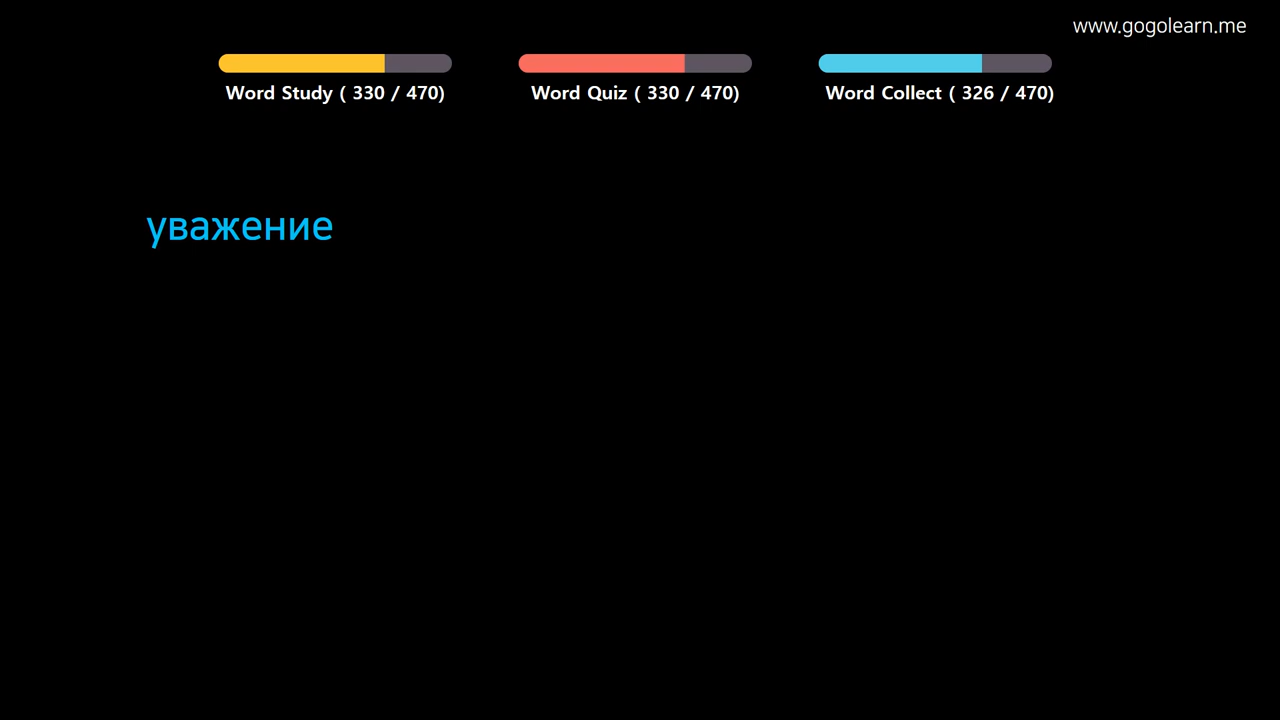 www.gogolearn.me
Word Study ( 330 / 470)
Word Quiz ( 330 / 470)
Word Collect ( 326 / 470)
уважение